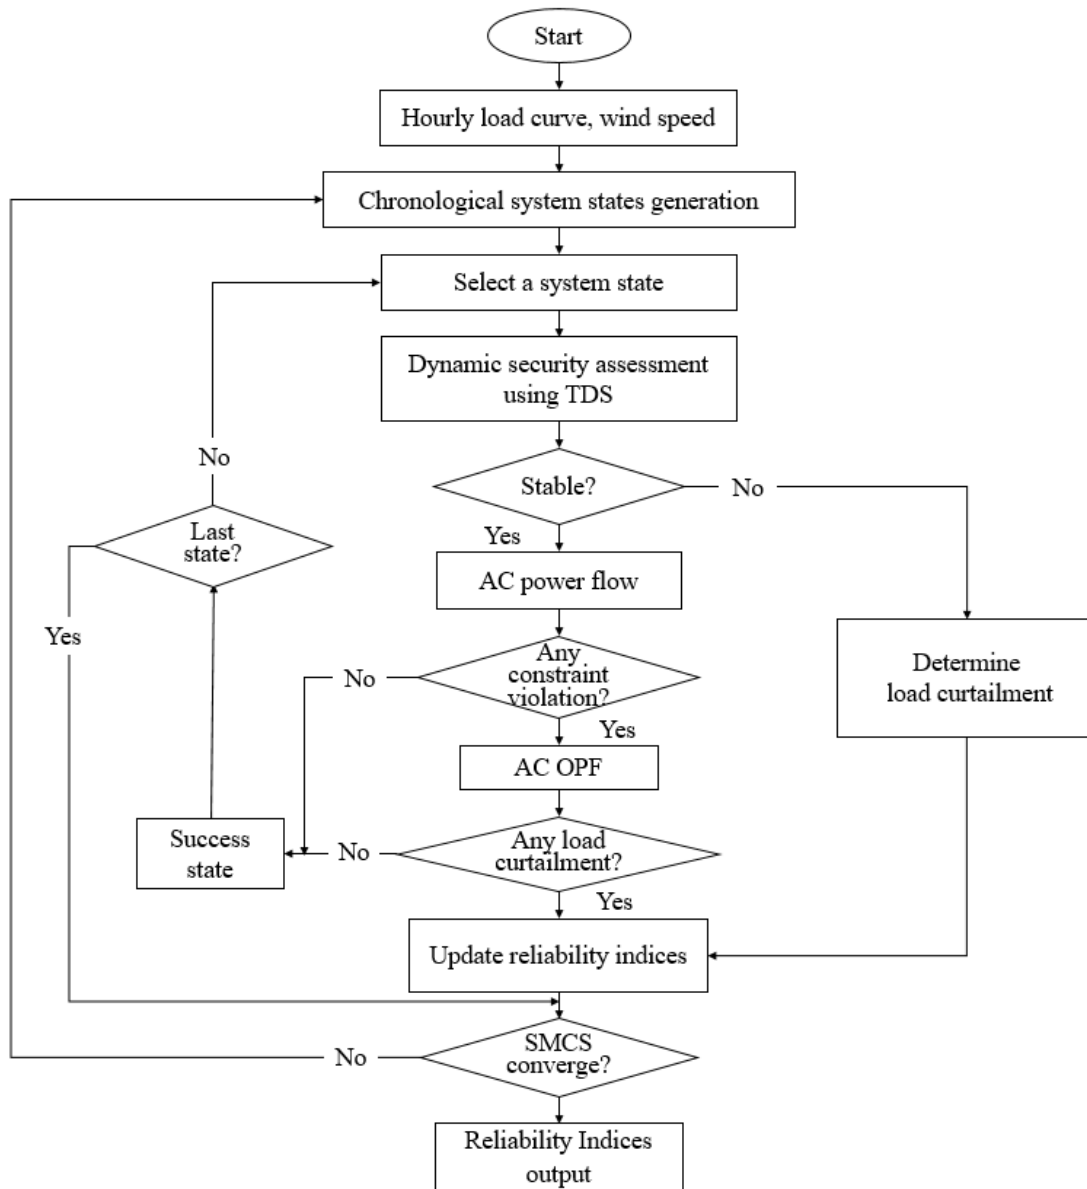 Start
Hourly load curve, wind speed
Chronological system states generation
Select a system state
Dynamic security assessment
using TDS
No
Stable?
No
Last
state?
Yes
AC power flow
Yes
Any
constraint
violation?
No
Determine
load curtailment
Yes
AC OPF
Success
state
No
Any load
curtailment?
Yes
Update reliability indices
No
SMCS
converge?
Reliability Indices
output